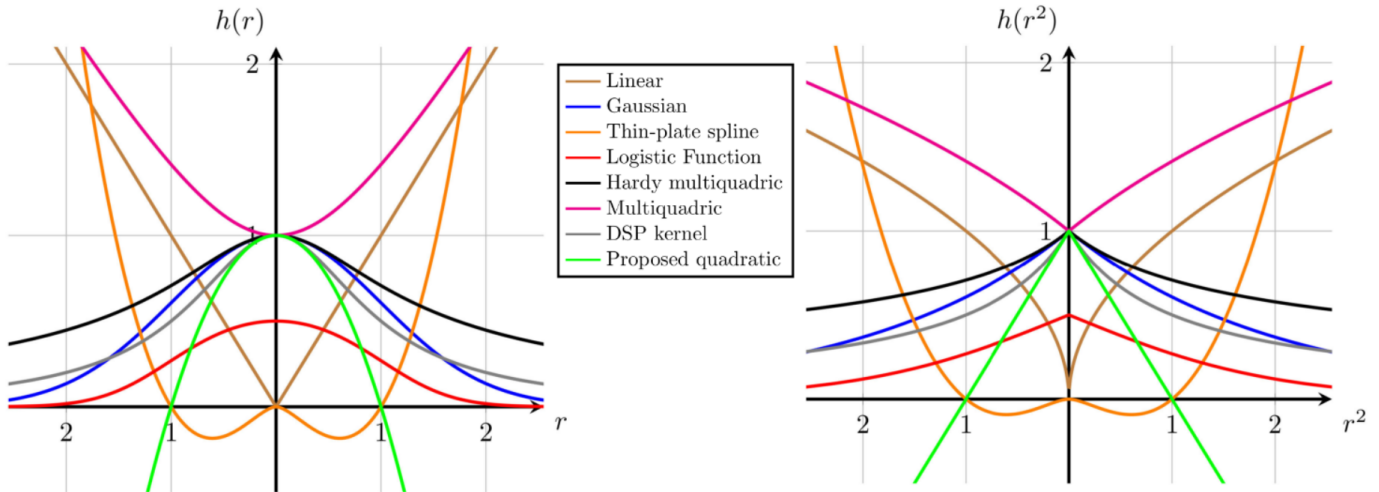 h(r)
2
1
2
1
1
2
r
Linear
Gaussian
Thin-plate spline
Logistic Function
Hardy multiquadric
Multiquadric
DSP kernel
Proposed quadratic
h(r²)
2
1
2
1
1
2
r²